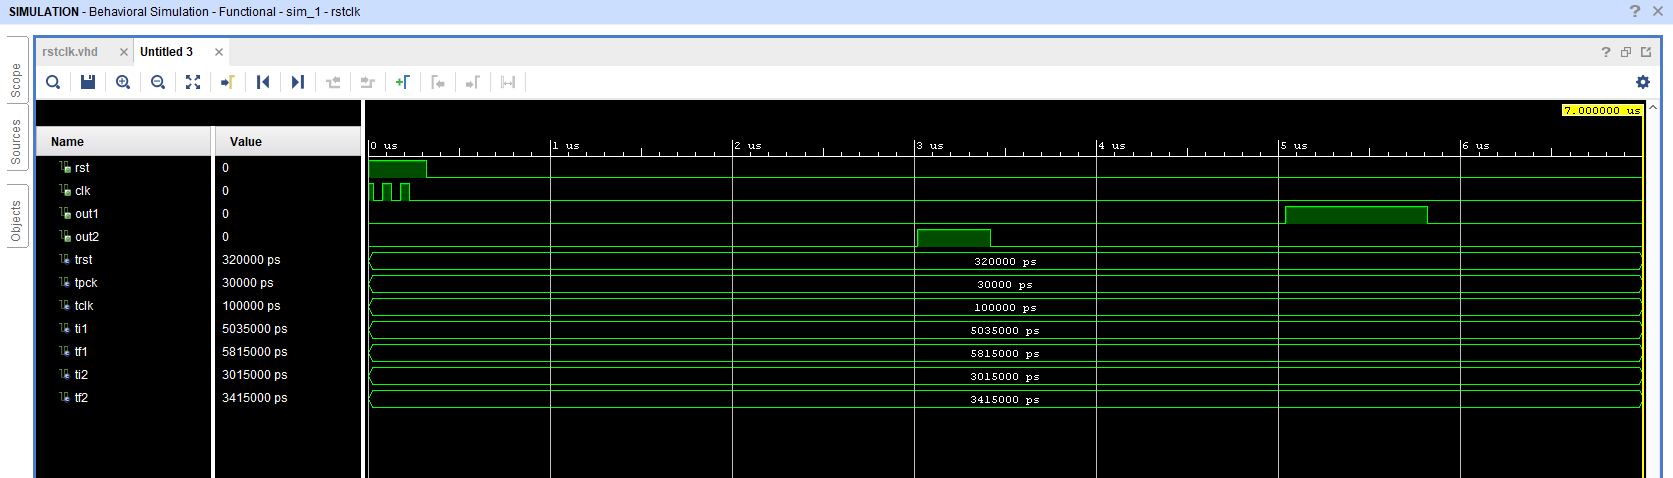 SIMULATION - Behavioral Simulation - Functional - sim_1 - rstclk
rstclk.vhd
Untitled 3
Scope
Sources
Objects
7.000000 us
Name Value
0 us 1 us 2 us 3 us 4 us 5 us 6 us
rst 0
clk 0
out1 0
out2 0
trst 320000 ps 320000 ps
tpck 30000 ps 30000 ps
tclk 100000 ps 100000 ps
ti1 5035000 ps 5035000 ps
tf1 5815000 ps 5815000 ps
ti2 3015000 ps 3015000 ps
tf2 3415000 ps 3415000 ps